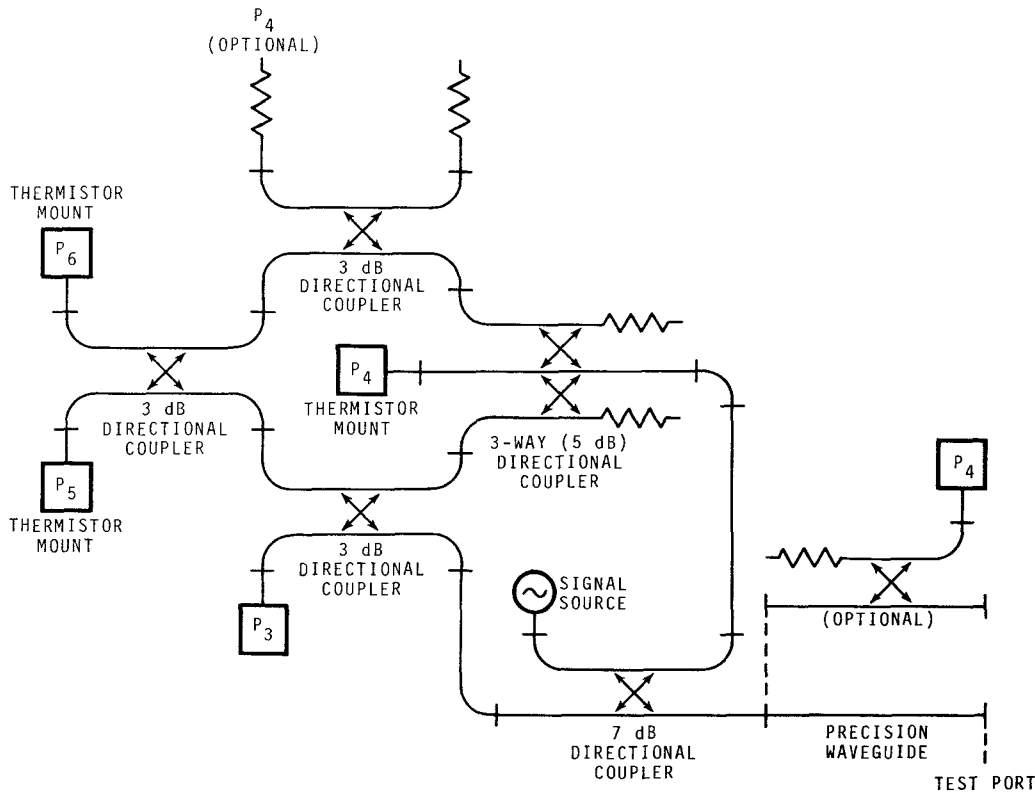 P4
(OPTIONAL)
THERMISTOR
MOUNT
P6
3 dB
DIRECTIONAL
COUPLER
P4
THERMISTOR
MOUNT
3 dB
DIRECTIONAL
COUPLER
3-WAY (5 dB)
DIRECTIONAL
COUPLER
P5
THERMISTOR
MOUNT
P4
3 dB
DIRECTIONAL
COUPLER
SIGNAL
SOURCE
P3
(OPTIONAL)
7 dB
DIRECTIONAL
COUPLER
PRECISION
WAVEGUIDE
TEST PORT